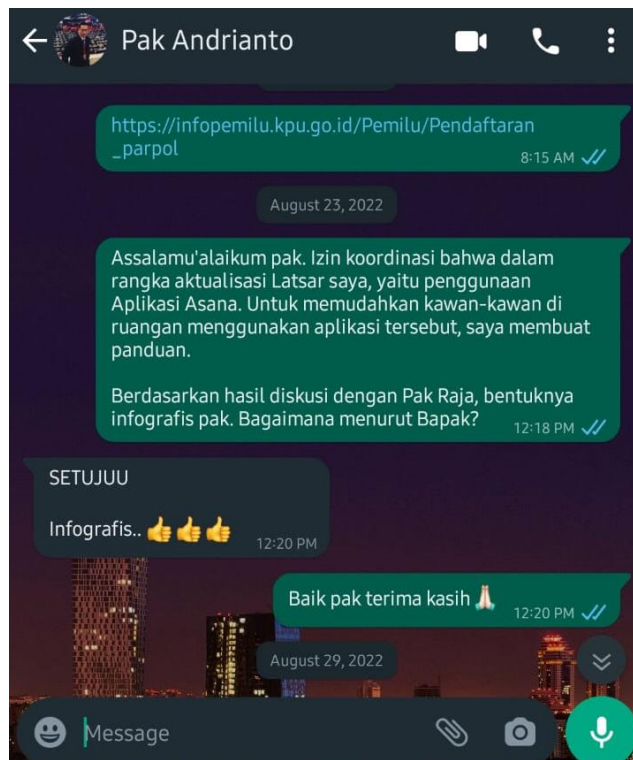 Pak Andrianto
https://infopemilu.kpu.go.id/Pemilu/Pendaftaran
_parpol
8:15 AM
August 23, 2022
Assalamu'alaikum pak. Izin koordinasi bahwa dalam
rangka aktualisasi Latsar saya, yaitu penggunaan
Aplikasi Asana. Untuk memudahkan kawan-kawan di
ruangan menggunakan aplikasi tersebut, saya membuat
panduan.
Berdasarkan hasil diskusi dengan Pak Raja, bentuknya
infografis pak. Bagaimana menurut Bapak?
12:18 PM
SETUJUU
Infografis.. 👍👍👍
12:20 PM
Baik pak terima kasih 🙏🏻
12:20 PM
August 29, 2022
Message